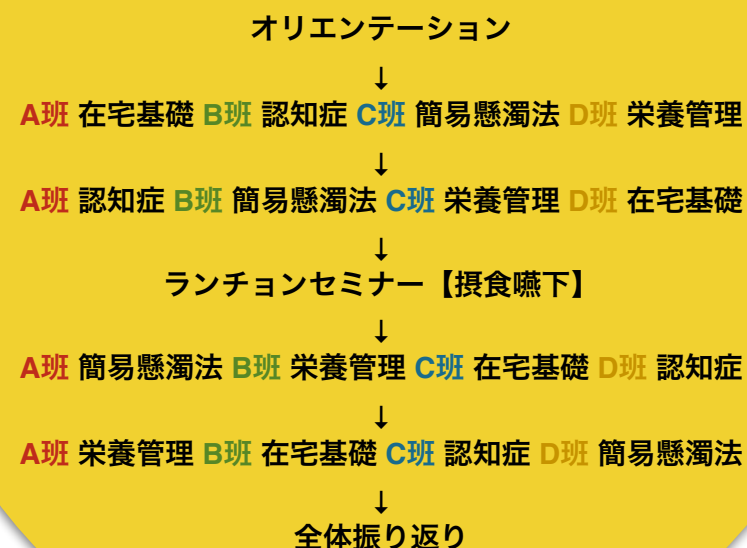 オリエンテーション
↓
A班 在宅基礎 B班 認知症 C班 簡易懸濁法 D班 栄養管理
↓
A班 認知症 B班 簡易懸濁法 C班 栄養管理 D班 在宅基礎
↓
ランチョンセミナー【摂食嚥下】
↓
A班 簡易懸濁法 B班 栄養管理 C班 在宅基礎 D班 認知症
↓
A班 栄養管理 B班 在宅基礎 C班 認知症 D班 簡易懸濁法
↓
全体振り返り